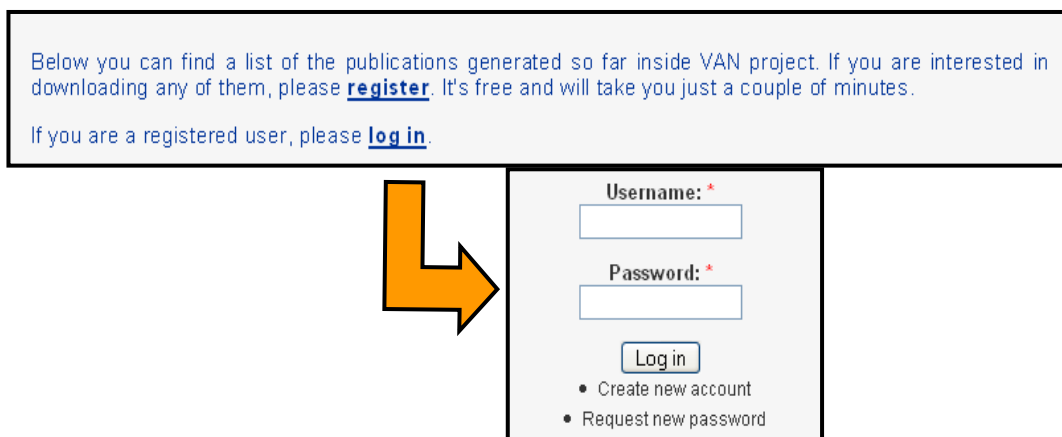 Below you can find a list of the publications generated so far inside VAN project. If you are interested in
downloading any of them, please register. It's free and will take you just a couple of minutes.
If you are a registered user, please log in.
Username: *
Password: *
Log in
• Create new account
• Request new password